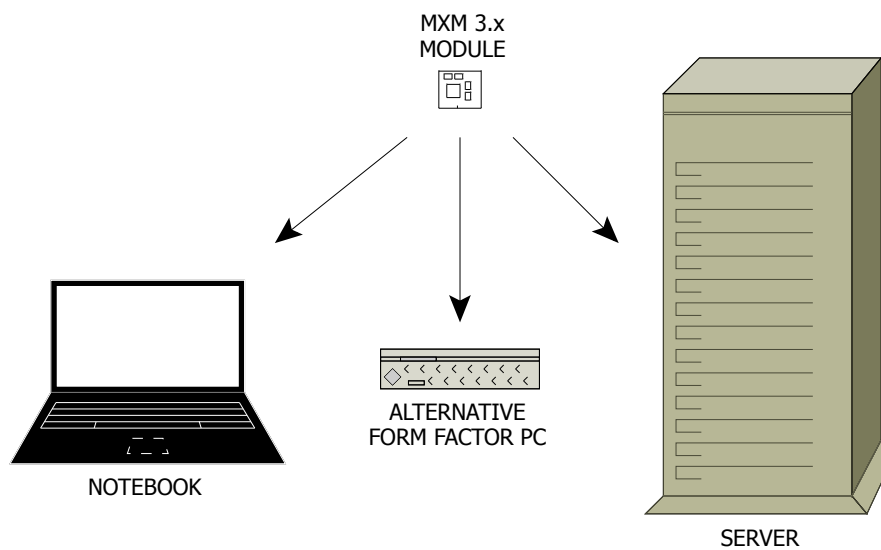 MXM 3.x
MODULE
NOTEBOOK
ALTERNATIVE
FORM FACTOR PC
SERVER